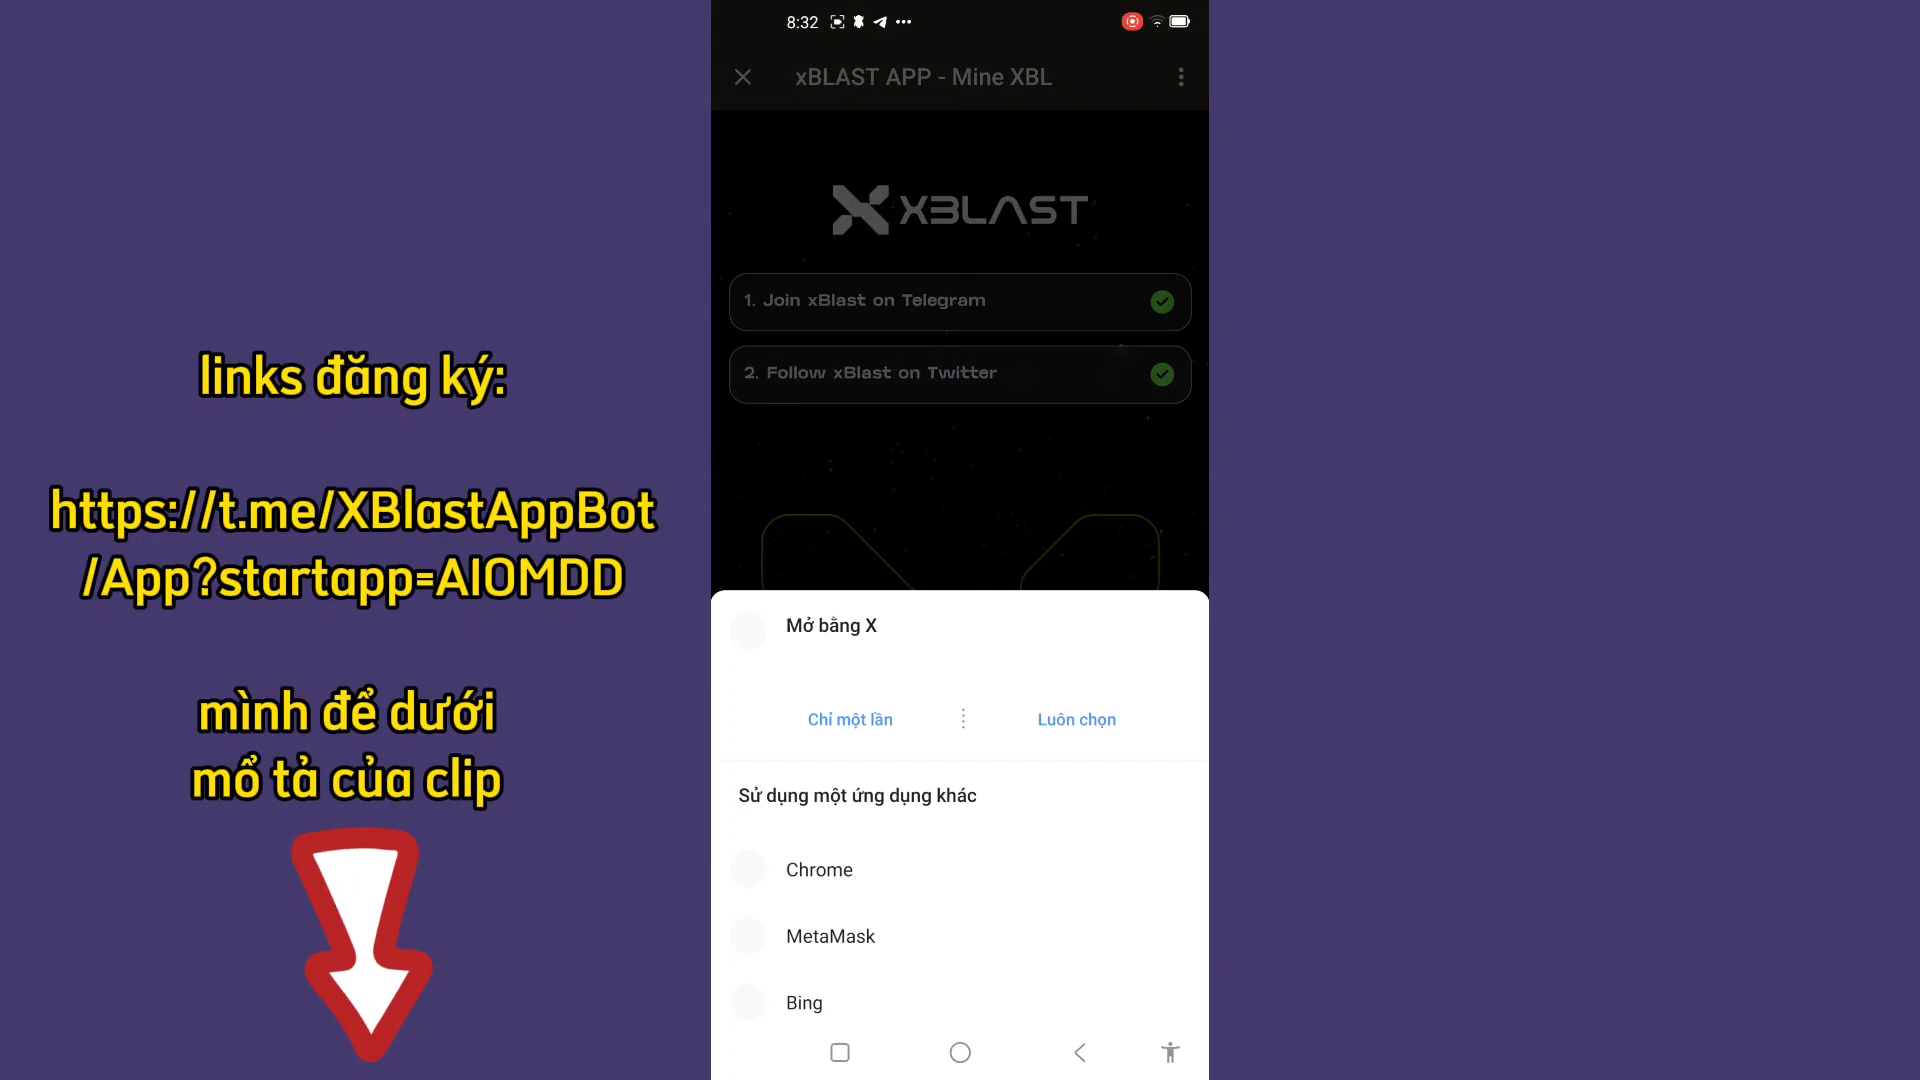 links đăng ký:
https://t.me/XBlastAppBot
/App?startapp=AIOMDD
mình để dưới
mổ tả của clip
8:32
xBLAST APP - Mine XBL
XBLAST
1. Join xBlast on Telegram
2. Follow xBlast on Twitter
Mở bằng X
Chỉ một lần
Luôn chọn
Sử dụng một ứng dụng khác
Chrome
MetaMask
Bing